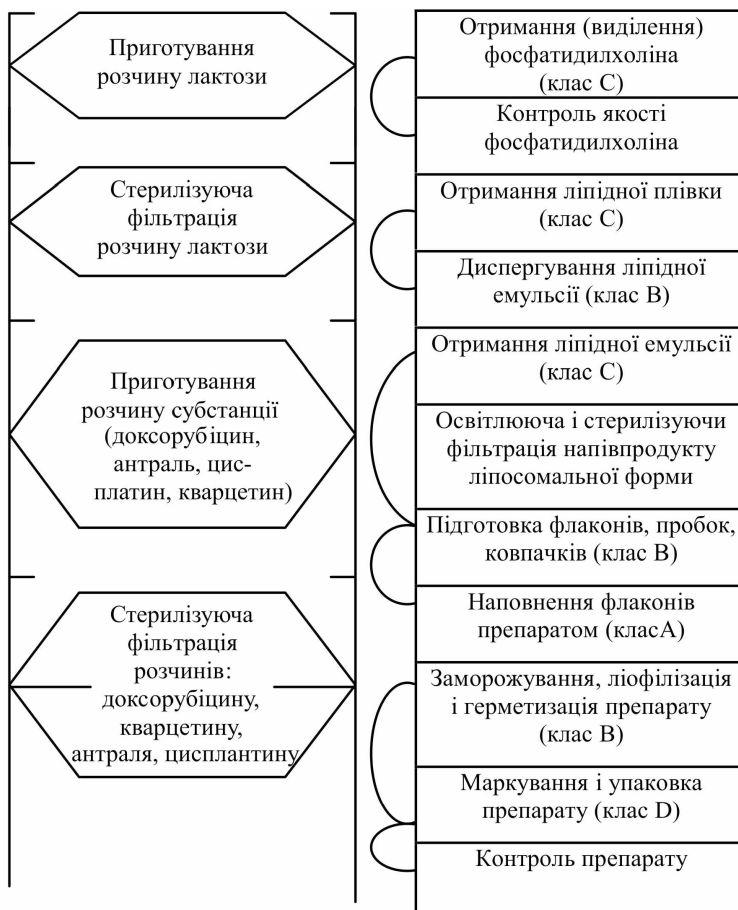 Приготування
розчину лактози
Стерилізуюча
фільтрація
розчину лактози
Приготування
розчину субстанції
(доксорубіцин,
антраль, цис-
платин, кварцетин)
Стерилізуюча
фільтрація
розчинів:
доксорубіцину,
кварцетину,
антраля, цисплантину
Отримання (виділення)
фосфатидилхоліна
(клас С)
Контроль якості
фосфатидилхоліна
Отримання ліпідної плівки
(клас С)
Диспергування ліпідної
емульсії (клас В)
Отримання ліпідної емульсії
(клас С)
Освітлююча і стерилізуючи
фільтрація напівпродукту
ліпосомальної форми
Підготовка флаконів, пробок,
ковпачків (клас В)
Наповнення флаконів
препаратом (класА)
Заморожування, ліофілізація
і герметизація препарату
(клас В)
Маркування і упаковка
препарату (клас D)
Контроль препарату